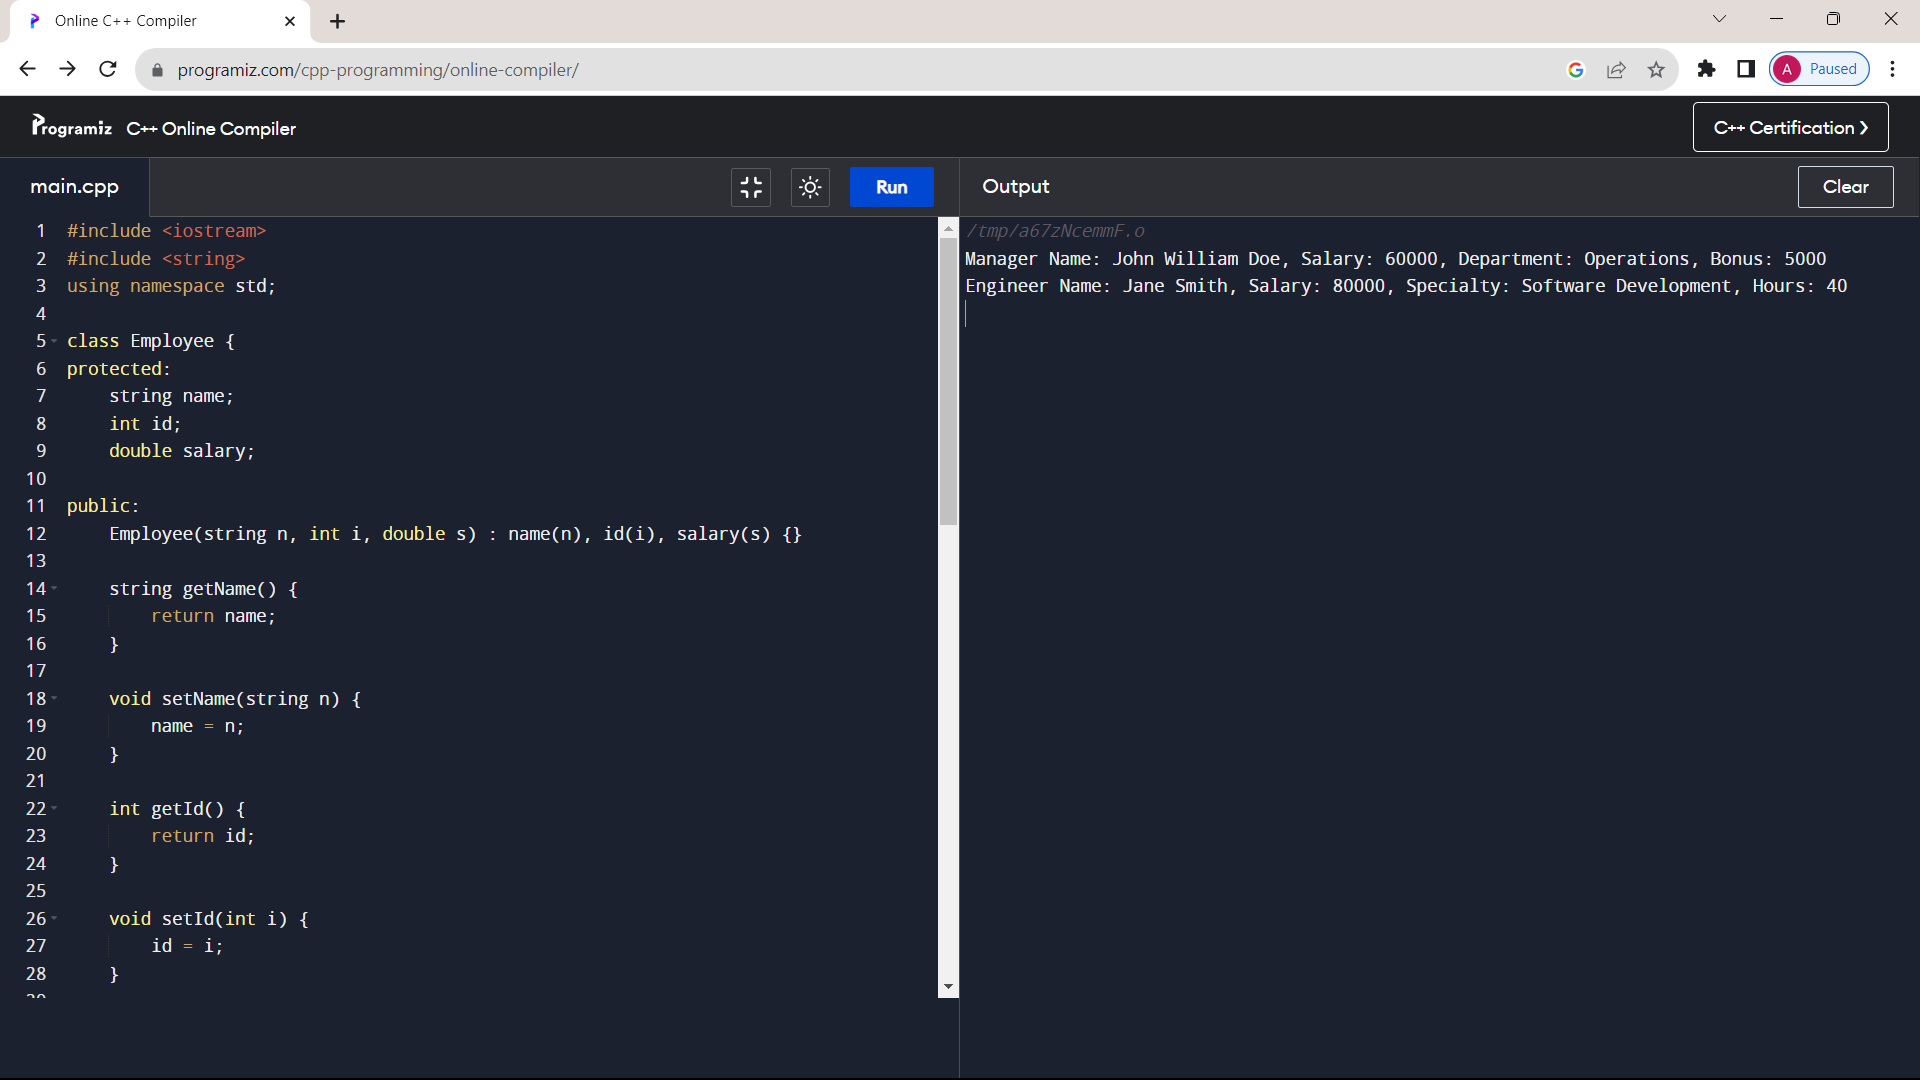 Online C++ Compiler
programiz.com/cpp-programming/online-compiler/
A Paused
Programiz C++ Online Compiler
C++ Certification ❯
main.cpp
Run
Output
Clear
1 #include <iostream>
2 #include <string>
3 using namespace std;
4
5 class Employee {
6 protected:
7 string name;
8 int id;
9 double salary;
10
11 public:
12 Employee(string n, int i, double s) : name(n), id(i), salary(s) {}
13
14 string getName() {
15 return name;
16 }
17
18 void setName(string n) {
19 name = n;
20 }
21
22 int getId() {
23 return id;
24 }
25
26 void setId(int i) {
27 id = i;
28 }
/tmp/a67zNcemmF.o
Manager Name: John William Doe, Salary: 60000, Department: Operations, Bonus: 5000
Engineer Name: Jane Smith, Salary: 80000, Specialty: Software Development, Hours: 40